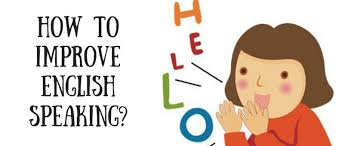 HOW TO
IMPROVE
ENGLISH
SPEAKING?
HELLO